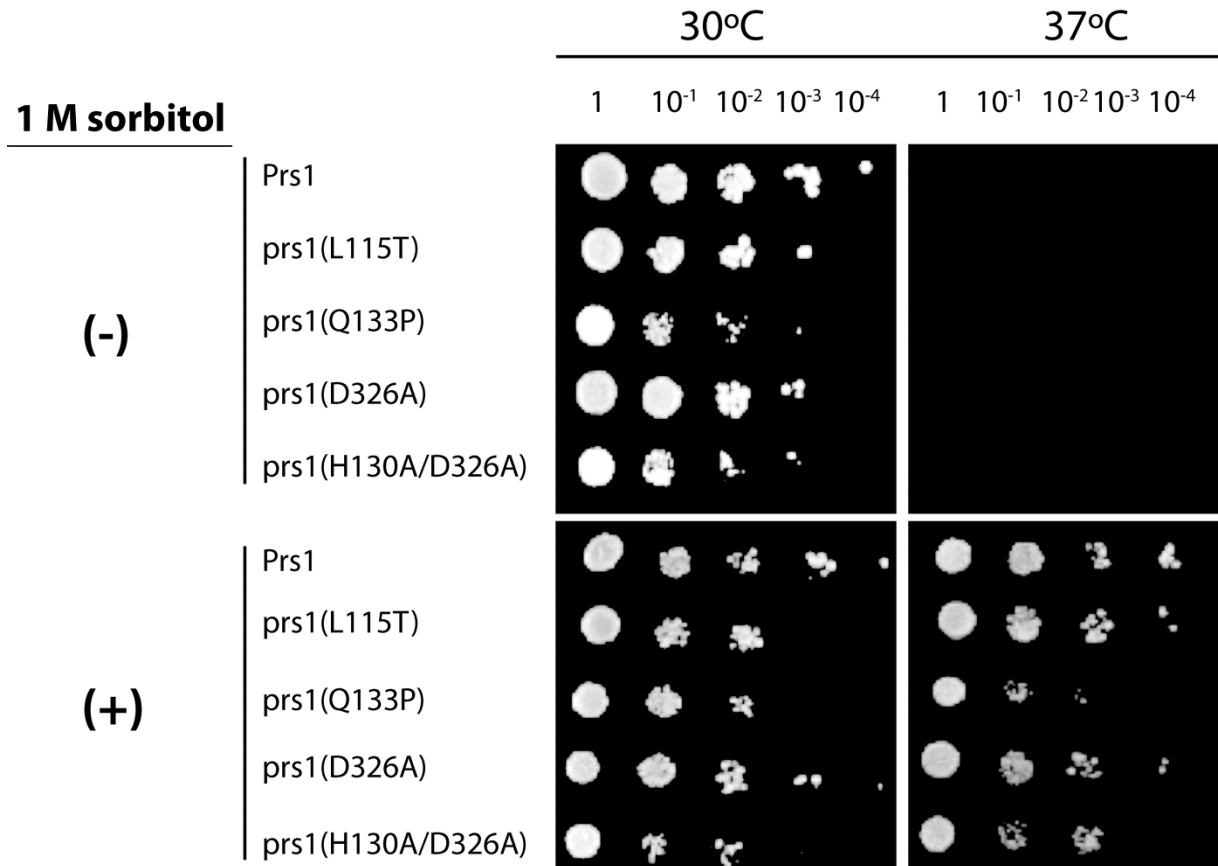 30ºC 37ºC
1 10⁻¹ 10⁻² 10⁻³ 10⁻⁴ 1 10⁻¹ 10⁻² 10⁻³ 10⁻⁴
1 M sorbitol
(-)
Prs1
prs1(L115T)
prs1(Q133P)
prs1(D326A)
prs1(H130A/D326A)
(+)
Prs1
prs1(L115T)
prs1(Q133P)
prs1(D326A)
prs1(H130A/D326A)